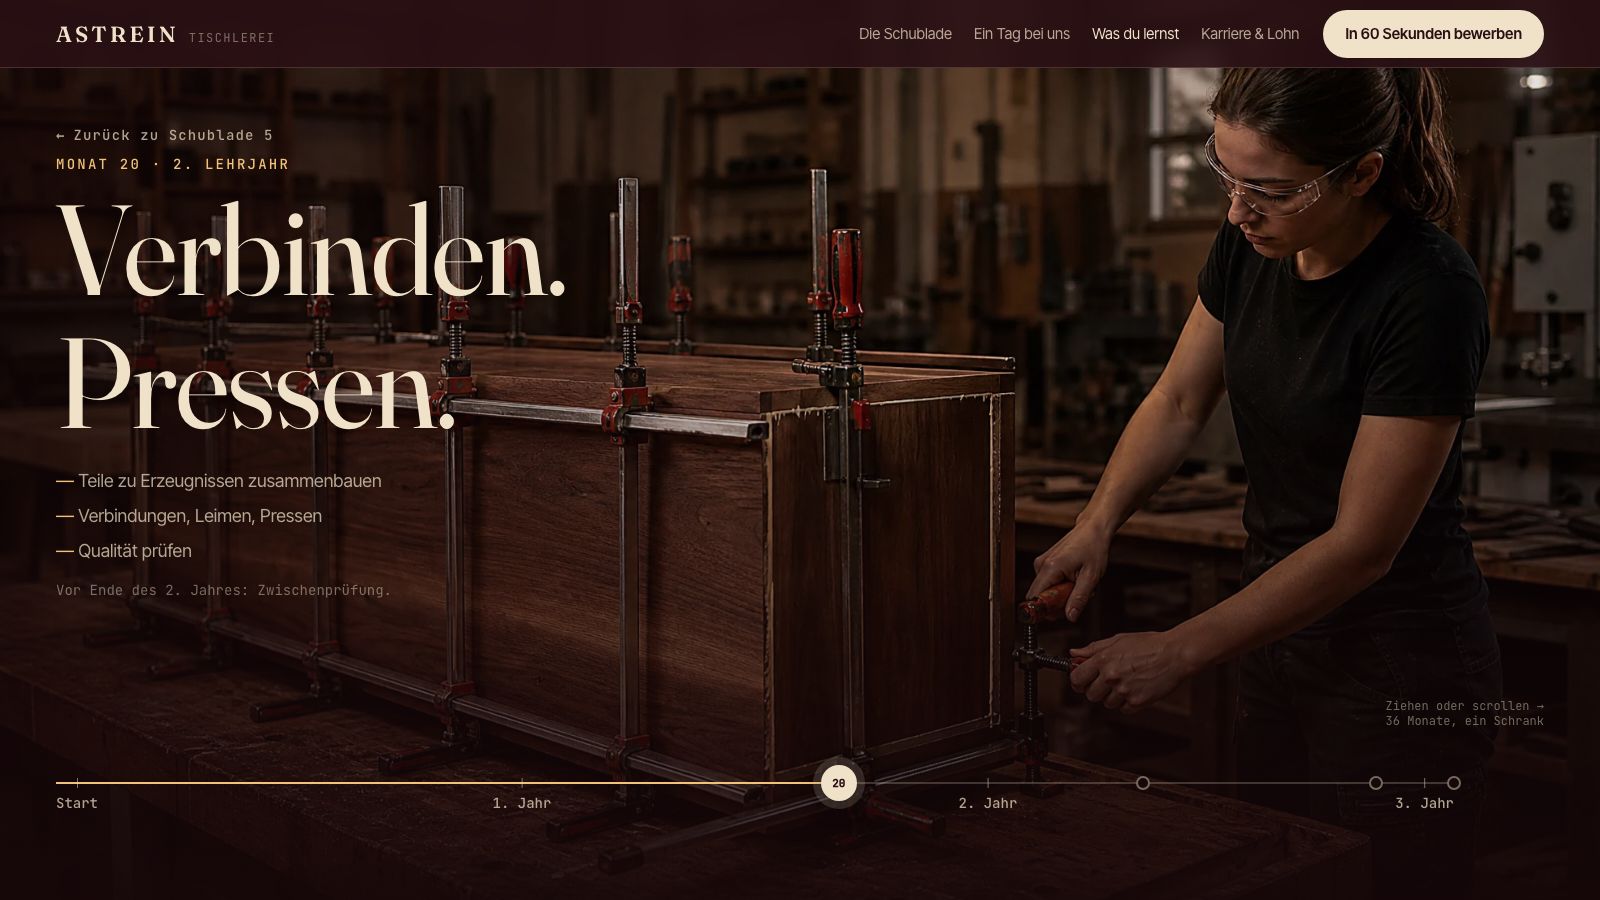 ASTREIN TISCHLEREI
Die Schublade
Ein Tag bei uns
Was du lernst
Karriere & Lohn
In 60 Sekunden bewerben
← Zurück zu Schublade 5
MONAT 20 · 2. LEHRJAHR
Verbinden.
Pressen.
— Teile zu Erzeugnissen zusammenbauen
— Verbindungen, Leimen, Pressen
— Qualität prüfen
Vor Ende des 2. Jahres: Zwischenprüfung.
Ziehen oder scrollen →
36 Monate, ein Schrank
20
Start
1. Jahr
2. Jahr
3. Jahr